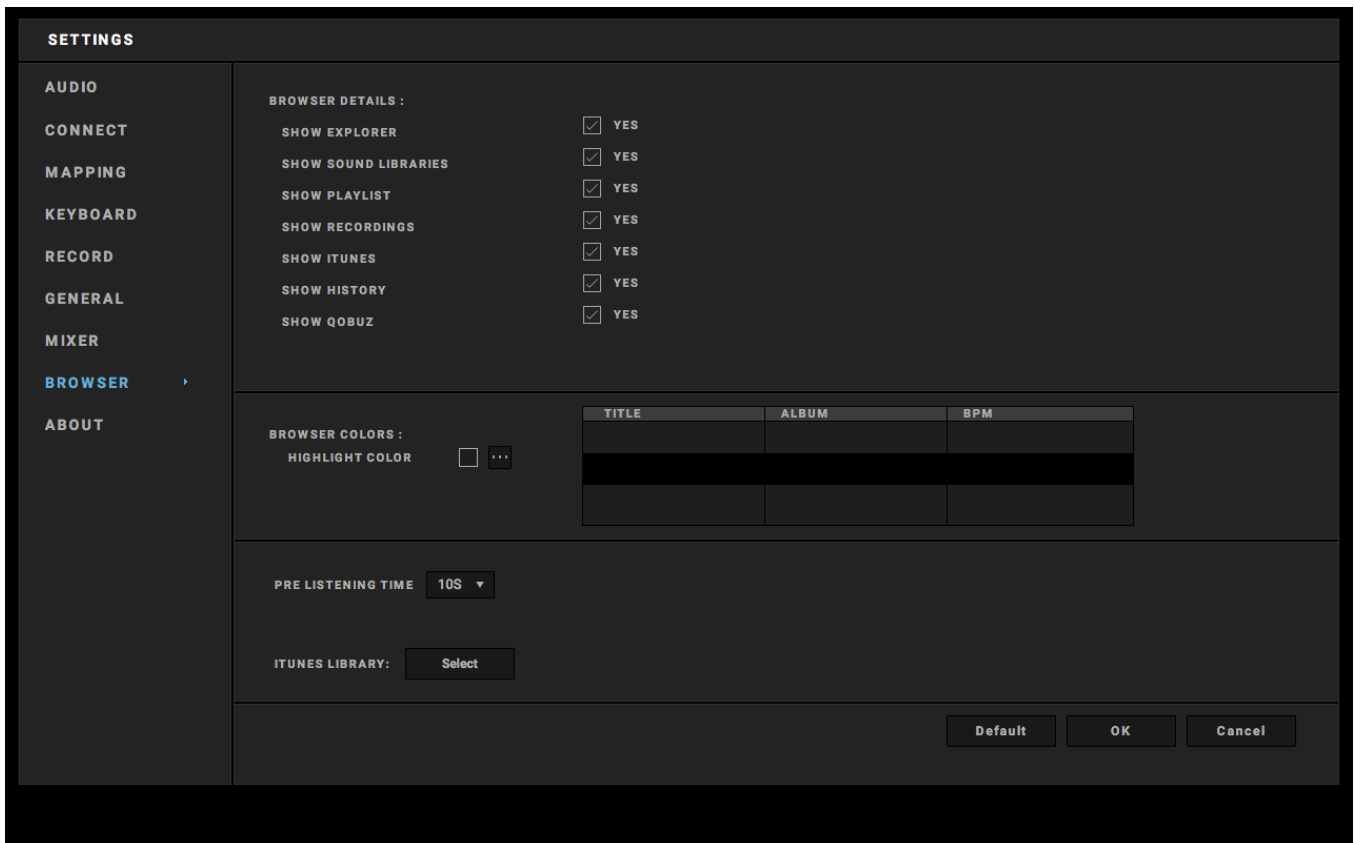 SETTINGS
AUDIO
CONNECT
MAPPING
KEYBOARD
RECORD
GENERAL
MIXER
BROWSER
ABOUT
BROWSER DETAILS :
SHOW EXPLORER YES
SHOW SOUND LIBRARIES YES
SHOW PLAYLIST YES
SHOW RECORDINGS YES
SHOW ITUNES YES
SHOW HISTORY YES
SHOW QOBUZ YES
BROWSER COLORS :
HIGHLIGHT COLOR ...
TITLE ALBUM BPM
PRE LISTENING TIME 10S
ITUNES LIBRARY: Select
Default OK Cancel